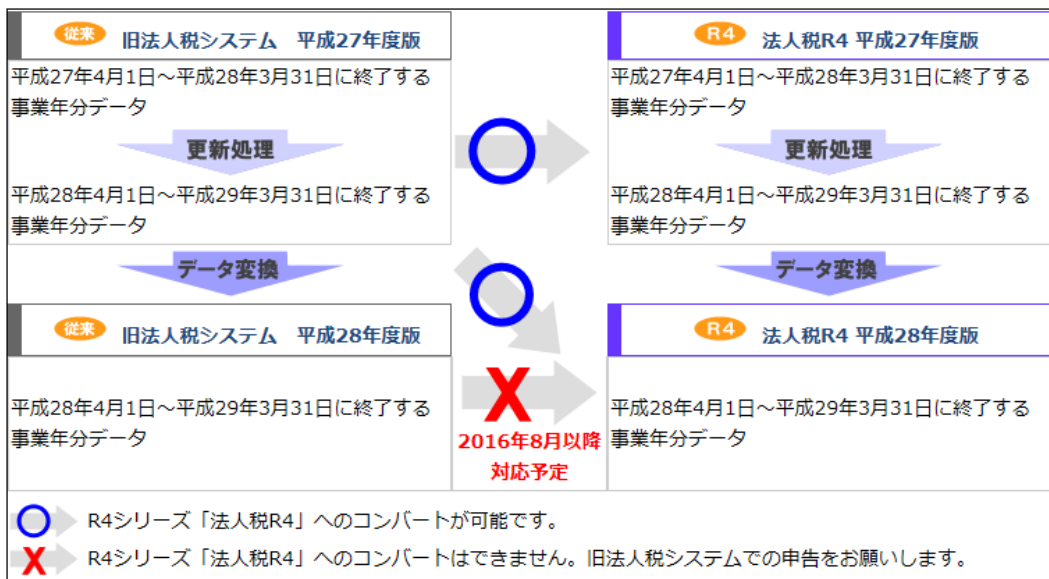 従来 旧法人税システム 平成27年度版
平成27年4月1日～平成28年3月31日に終了する
事業年分データ
更新処理
平成28年4月1日～平成29年3月31日に終了する
事業年分データ
データ変換
従来 旧法人税システム 平成28年度版
平成28年4月1日～平成29年3月31日に終了する
事業年分データ
X
2016年8月以降
対応予定
R4 法人税R4 平成27年度版
平成27年4月1日～平成28年3月31日に終了する
事業年分データ
更新処理
平成28年4月1日～平成29年3月31日に終了する
事業年分データ
データ変換
R4 法人税R4 平成28年度版
平成28年4月1日～平成29年3月31日に終了する
事業年分データ
R4シリーズ「法人税R4」へのコンバートが可能です。
X R4シリーズ「法人税R4」へのコンバートはできません。旧法人税システムでの申告をお願いします。